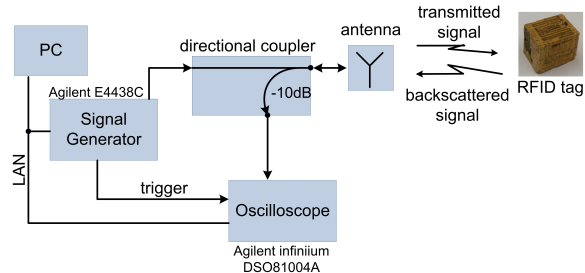 PC
directional coupler
antenna
transmitted
signal
-10dB
backscattered
signal
RFID tag
Agilent E4438C
Signal
Generator
LAN
trigger
Oscilloscope
Agilent infiniium
DSO81004A